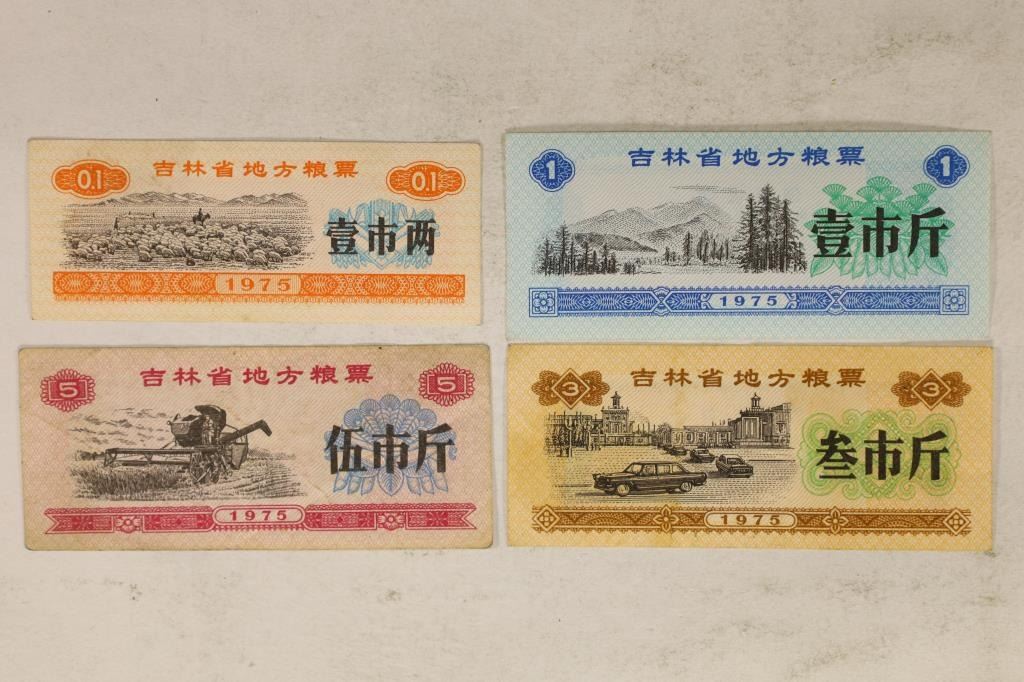 0.1 吉林省地方粮票 0.1
壹市两
1975
1 吉林省地方粮票 1
壹市斤
1975
5 吉林省地方粮票 5
伍市斤
1975
3 吉林省地方粮票 3
叁市斤
1975